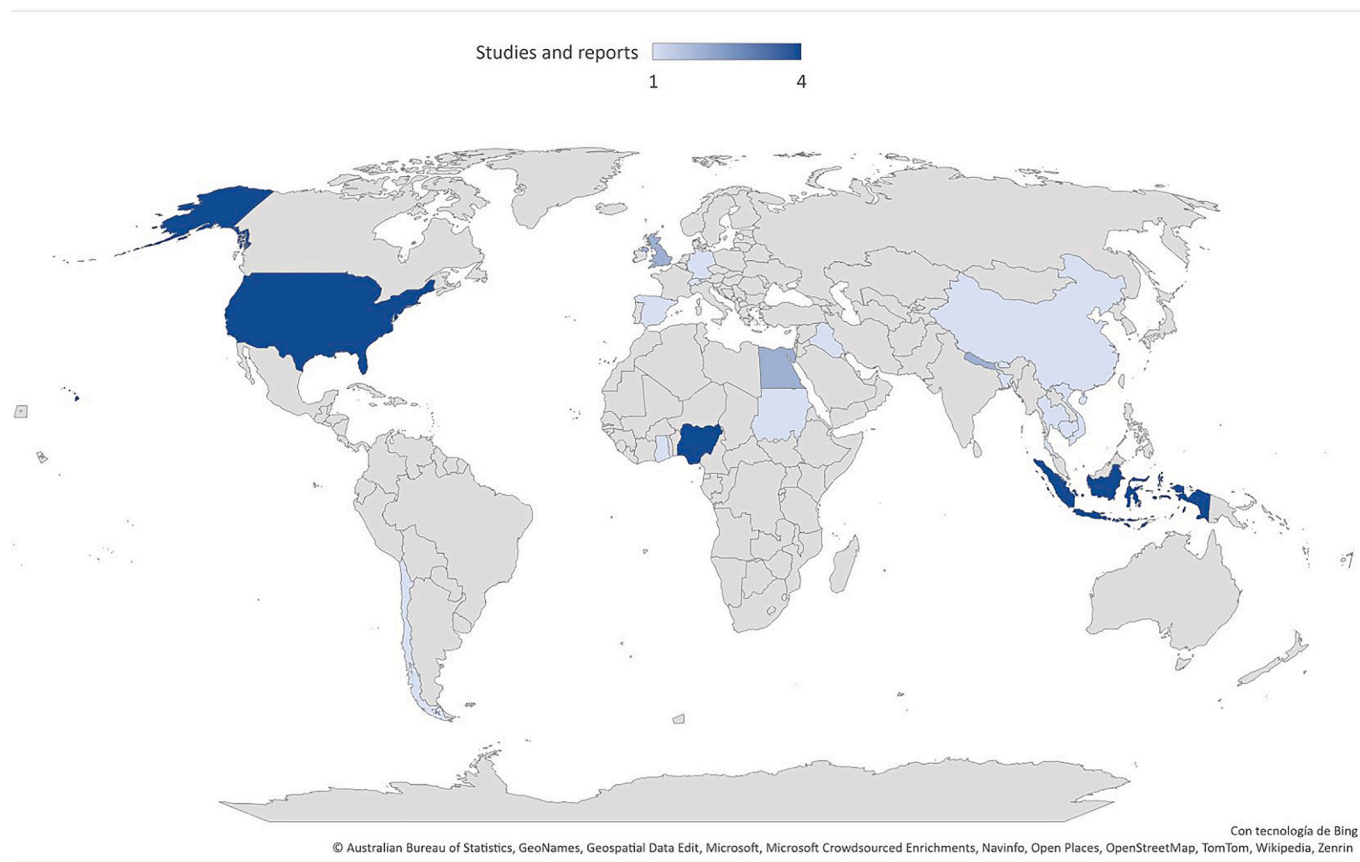 Studies and reports
1 4
Con tecnología de Bing
© Australian Bureau of Statistics, GeoNames, Geospatial Data Edit, Microsoft, Microsoft Crowdsourced Enrichments, Navinfo, Open Places, OpenStreetMap, TomTom, Wikipedia, Zenrin